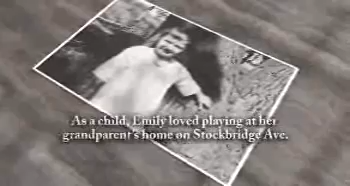 As a child, Emily loved playing at her
grandparent's home on Stockbridge Ave.